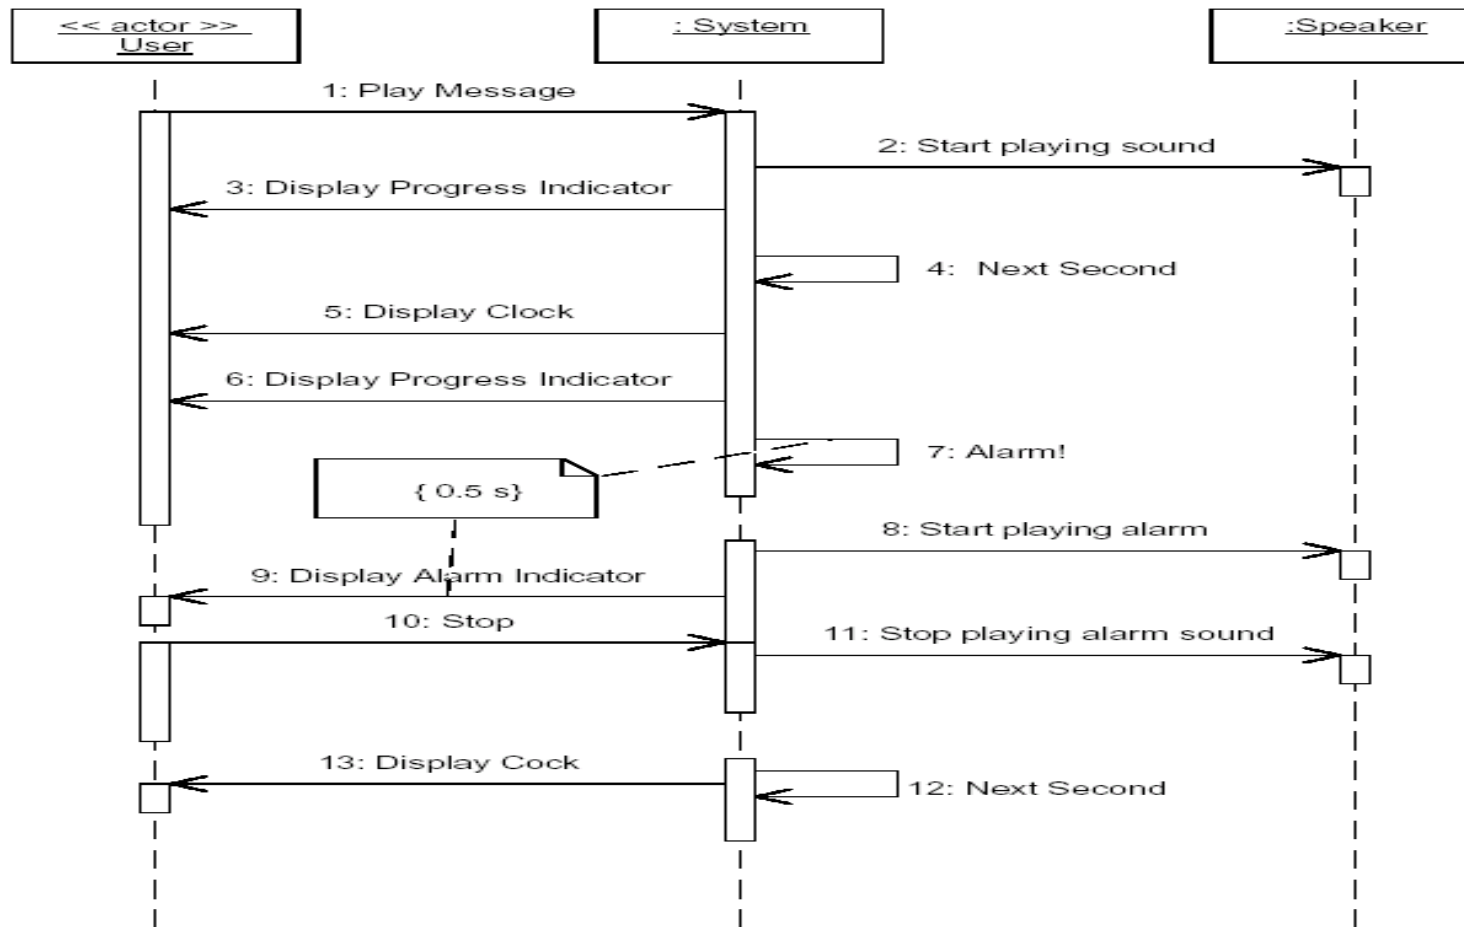 << actor >>
User
: System
:Speaker
1: Play Message
2: Start playing sound
3: Display Progress Indicator
4: Next Second
5: Display Clock
6: Display Progress Indicator
7: Alarm!
{ 0.5 s}
8: Start playing alarm
9: Display Alarm Indicator
10: Stop
11: Stop playing alarm sound
13: Display Cock
12: Next Second